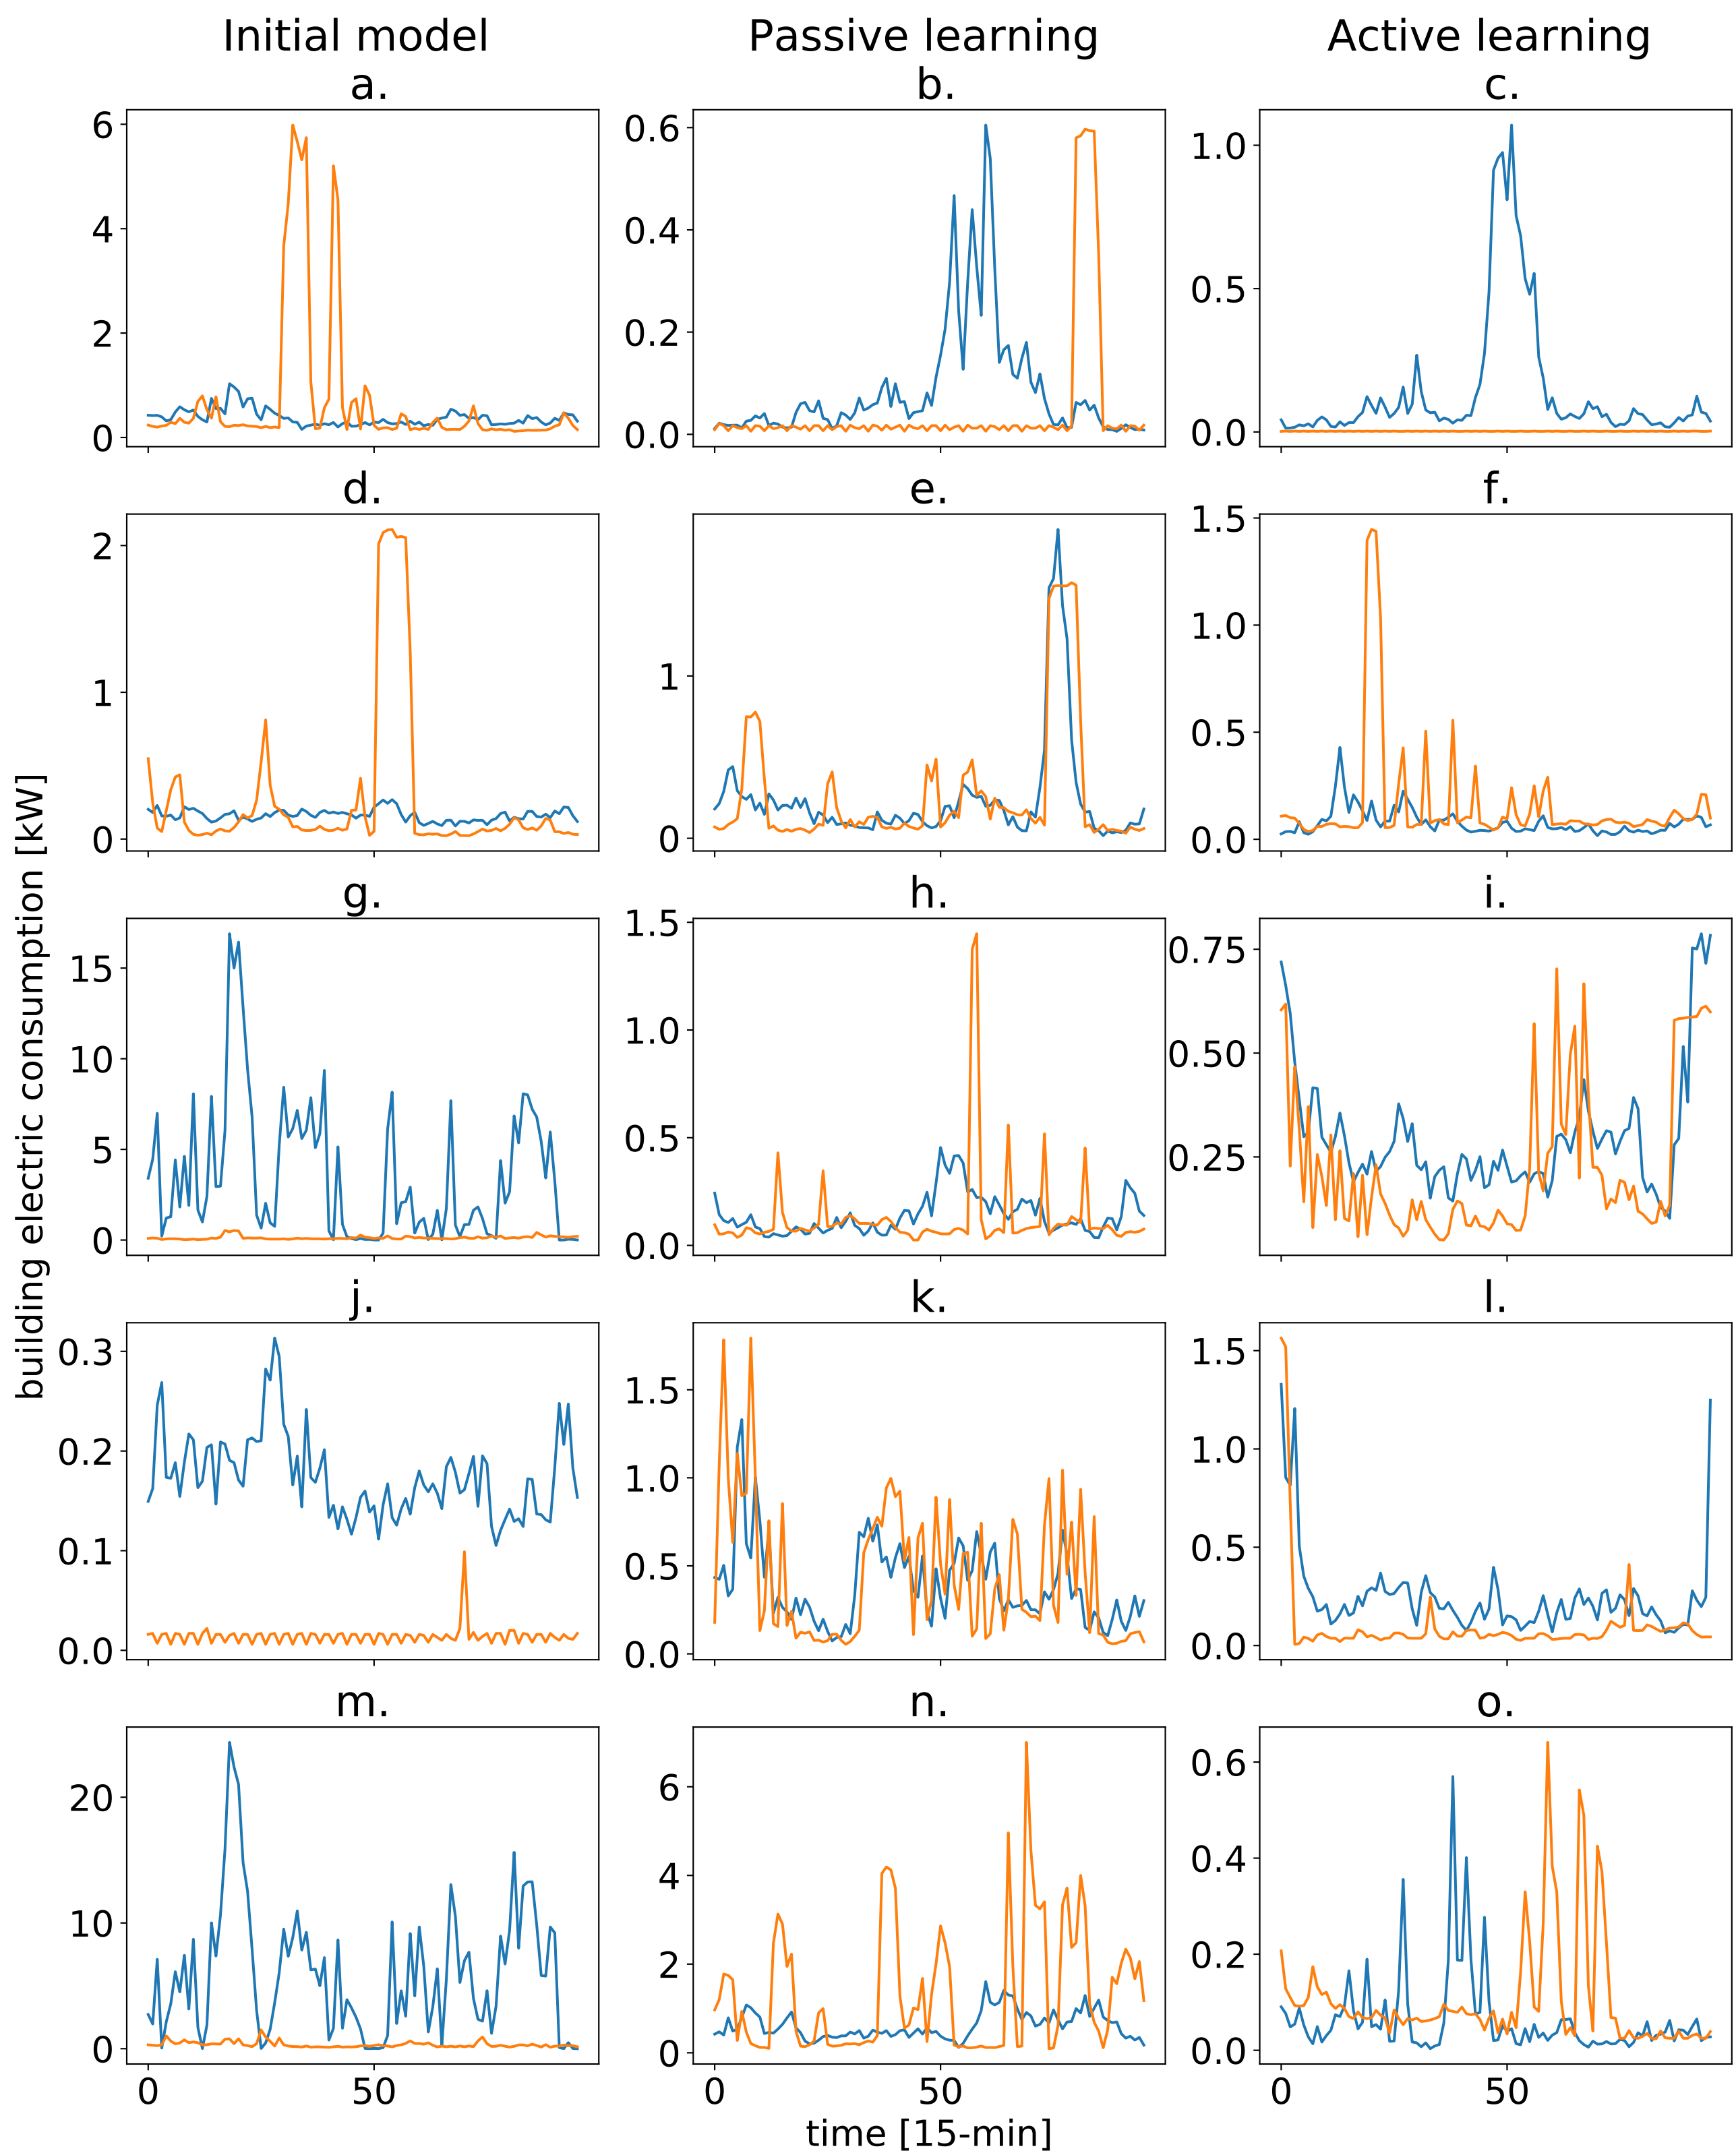 Initial model Passive learning Active learning
a. b. c.
6 0.6 1.0
4 0.4 0.5
2 0.2 0.0
0 0.0
d. e. f.
2 1 1.5
1 0 1.0
0 0.5
0.0
g. h. i.
15 1.5 0.75
10 1.0 0.50
5 0.5 0.25
0 0.0
building electric consumption [kW]
j. k. l.
0.3 1.5 1.5
0.2 1.0 1.0
0.1 0.5 0.5
0.0 0.0 0.0
m. n. o.
20 6 0.6
10 4 0.4
0 2 0.2
0 0.0
0 50 0 50 0 50
time [15-min]